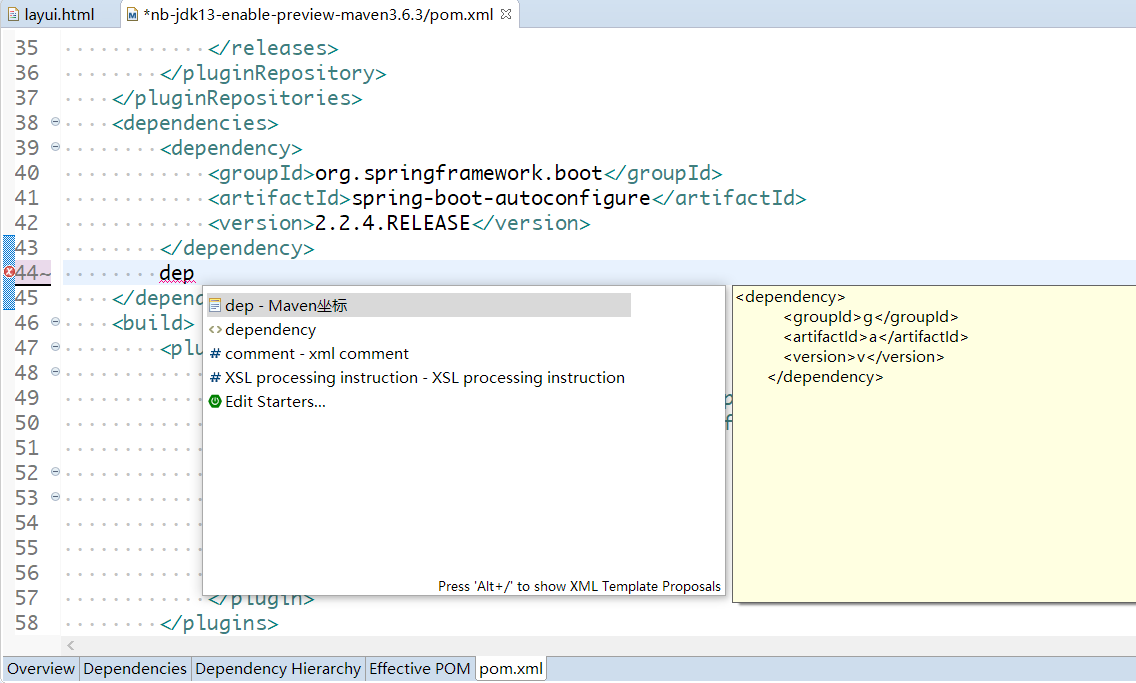 layui.html
*nb-jdk13-enable-preview-maven3.6.3/pom.xml
35 </releases>
36 </pluginRepository>
37 </pluginRepositories>
38 <dependencies>
39 <dependency>
40 <groupId>org.springframework.boot</groupId>
41 <artifactId>spring-boot-autoconfigure</artifactId>
42 <version>2.2.4.RELEASE</version>
43 </dependency>
44 dep
45 </depend
46 <build>
47 <plu
48
49
50
51
52
53
54
55
56
57 </plugin>
58 </plugins>
dep - Maven坐标
dependency
comment - xml comment
XSL processing instruction - XSL processing instruction
Edit Starters...
Press 'Alt+/' to show XML Template Proposals
<dependency>
<groupId>g</groupId>
<artifactId>a</artifactId>
<version>v</version>
</dependency>
Overview
Dependencies
Dependency Hierarchy
Effective POM
pom.xml